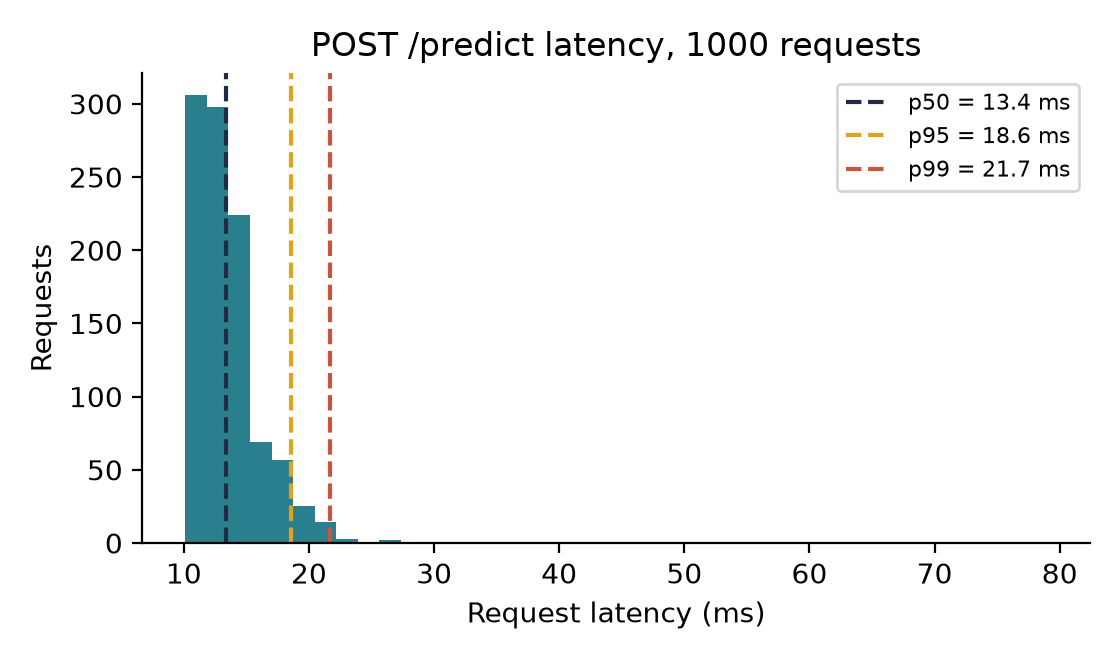 POST /predict latency, 1000 requests
p50 = 13.4 ms
p95 = 18.6 ms
p99 = 21.7 ms
Requests
300
250
200
150
100
50
0
10 20 30 40 50 60 70 80
Request latency (ms)